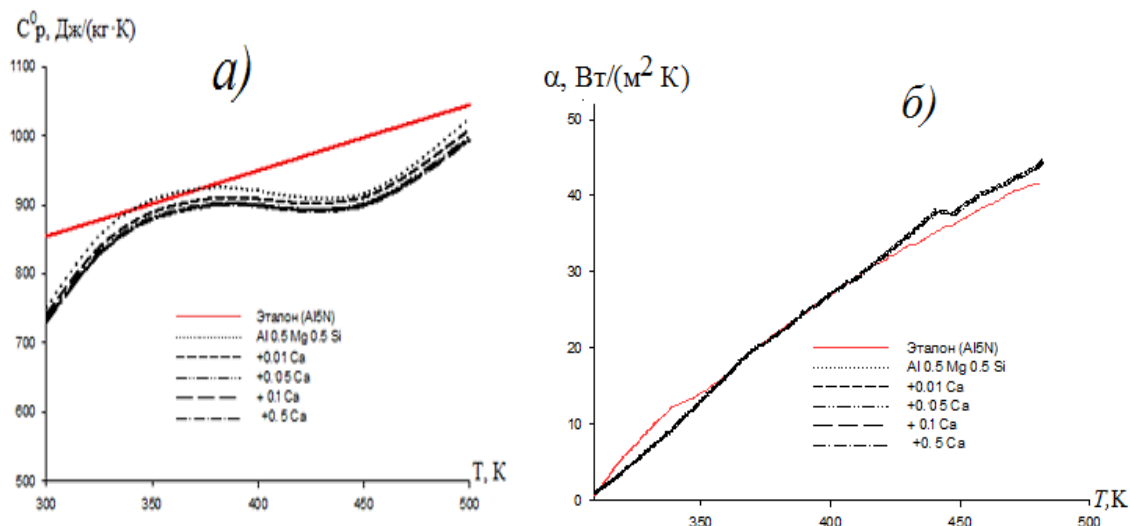 C⁰p, Дж/(кг·К)
а)
1100
1000
900
800
700
600
500
300
350
400
450
500
T, К
Эталон (Al5N)
Al 0.5 Mg 0.5 Si
+0.01 Ca
+0.05 Ca
+ 0.1 Ca
+0.5 Ca
α, Вт/(м² К)
б)
50
40
30
20
10
0
350
400
450
500
T,К
Эталон (Al5N)
Al 0.5 Mg 0.5 Si
+0.01 Ca
+0.05 Ca
+ 0.1 Ca
+0.5 Ca